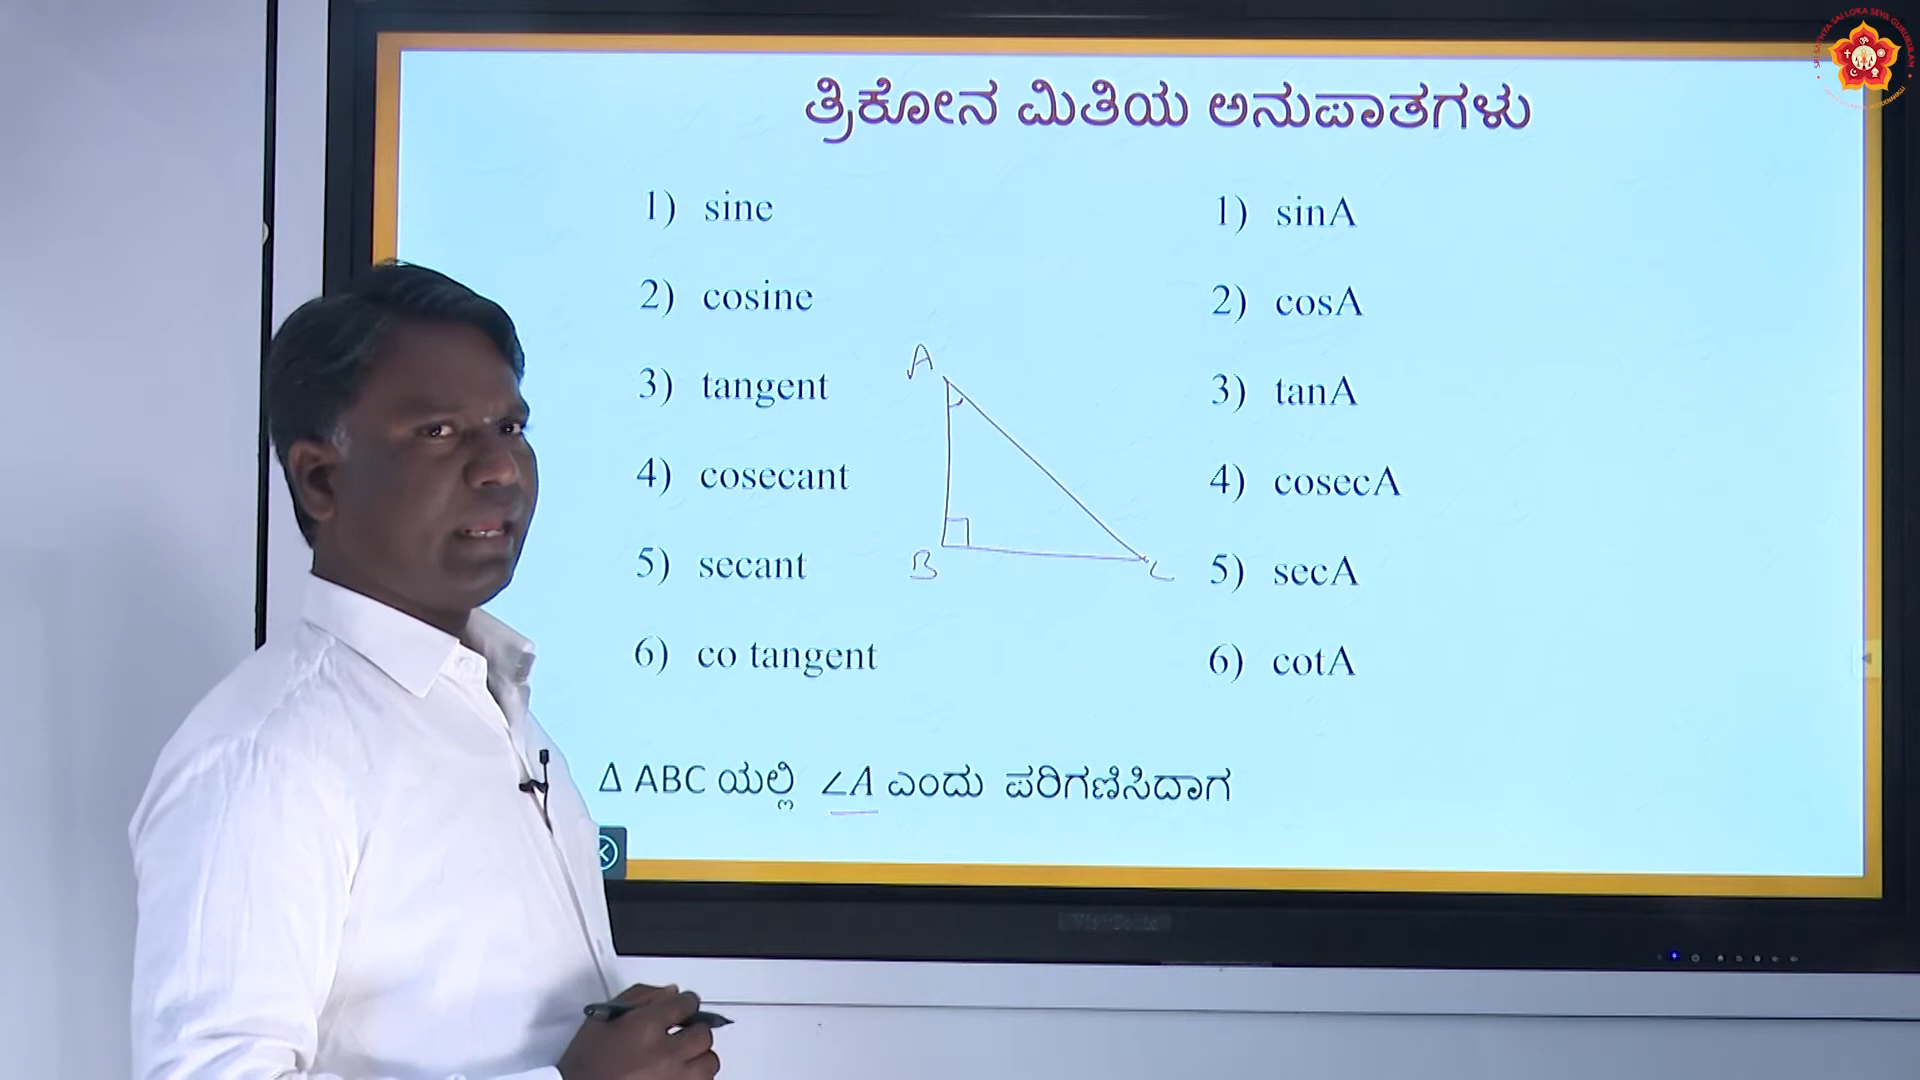 ತ್ರಿಕೋನ ಮಿತಿಯ ಅನುಪಾತಗಳು
1) sine
2) cosine
3) tangent
4) cosecant
5) secant
6) co tangent
A
B
C
1) sinA
2) cosA
3) tanA
4) cosecA
5) secA
6) cotA
Δ ABC ಯಲ್ಲಿ ∠A ಎಂದು ಪರಿಗಣಿಸಿದಾಗ